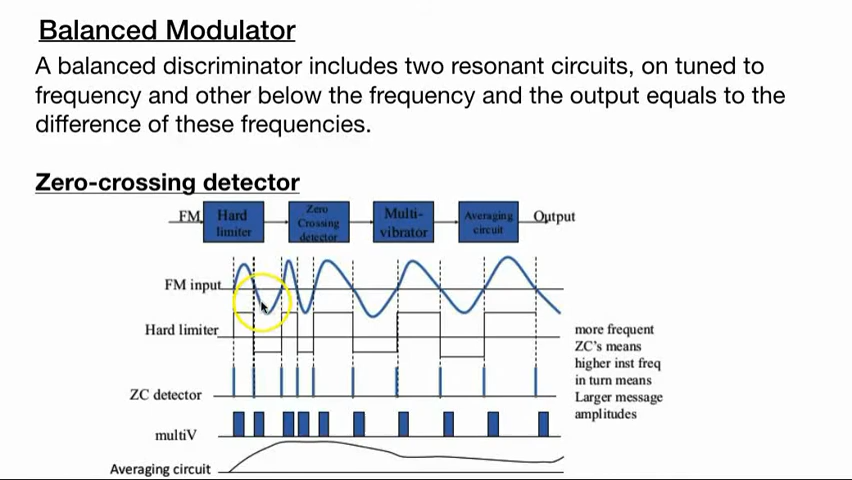 Balanced Modulator
A balanced discriminator includes two resonant circuits, on tuned to
frequency and other below the frequency and the output equals to the
difference of these frequencies.
Zero-crossing detector
FM
Hard
limiter
Zero
Crossing
detector
Multi-
vibrator
Averaging
circuit
Output
FM input
Hard limiter
more frequent
ZC's means
higher inst freq
in turn means
Larger message
amplitudes
ZC detector
multiV
Averaging circuit